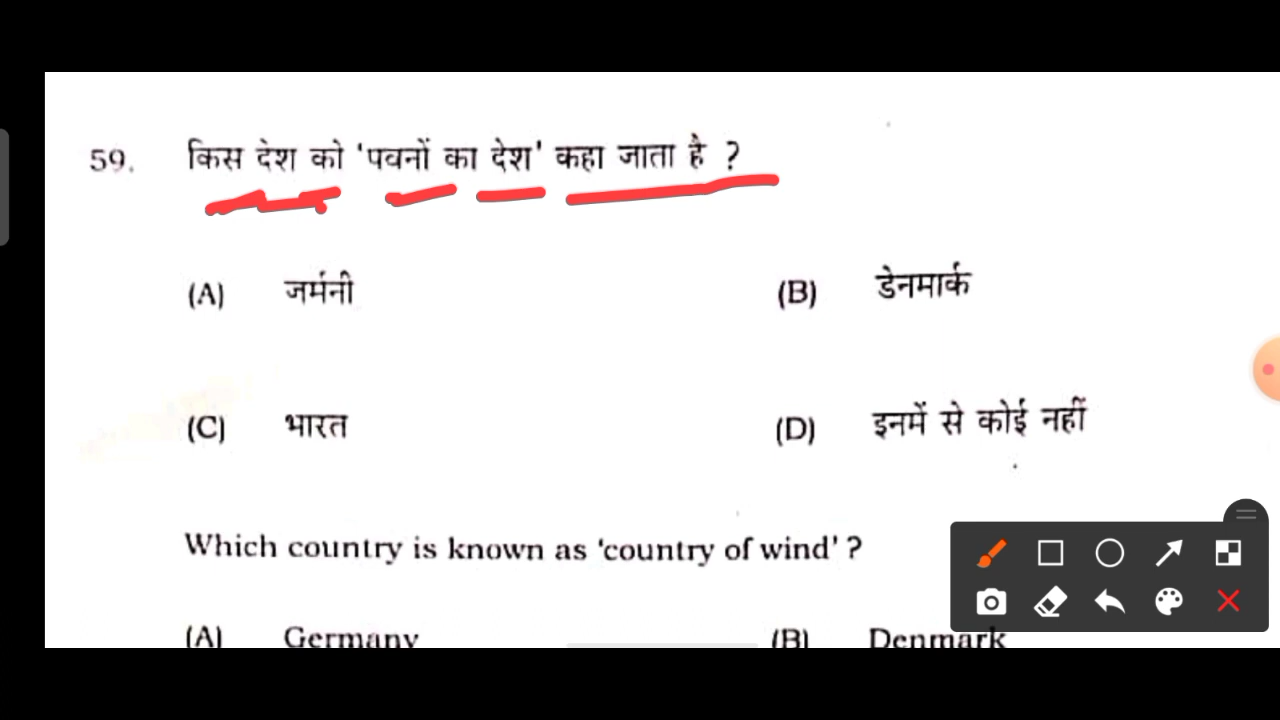 59. किस देश को 'पवनों का देश' कहा जाता है ?
(A) जर्मनी (B) डेनमार्क
(C) भारत (D) इनमें से कोई नहीं
Which country is known as 'country of wind' ?
(A) Germany (B) Denmark